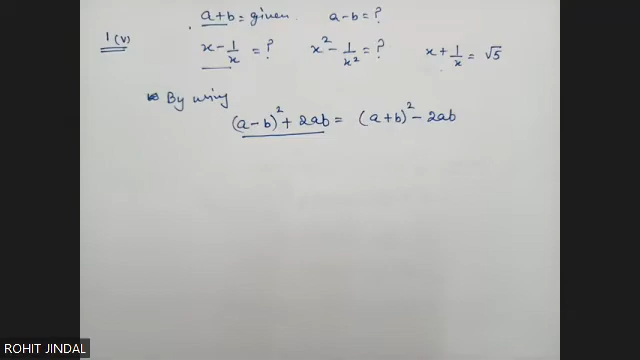 a+b = given    a-b = ?
1(v)
x - 1/x = ?    x² - 1/x² = ?    x + 1/x = √5
By using
(a-b)² + 2ab = (a+b)² - 2ab
ROHIT JINDAL